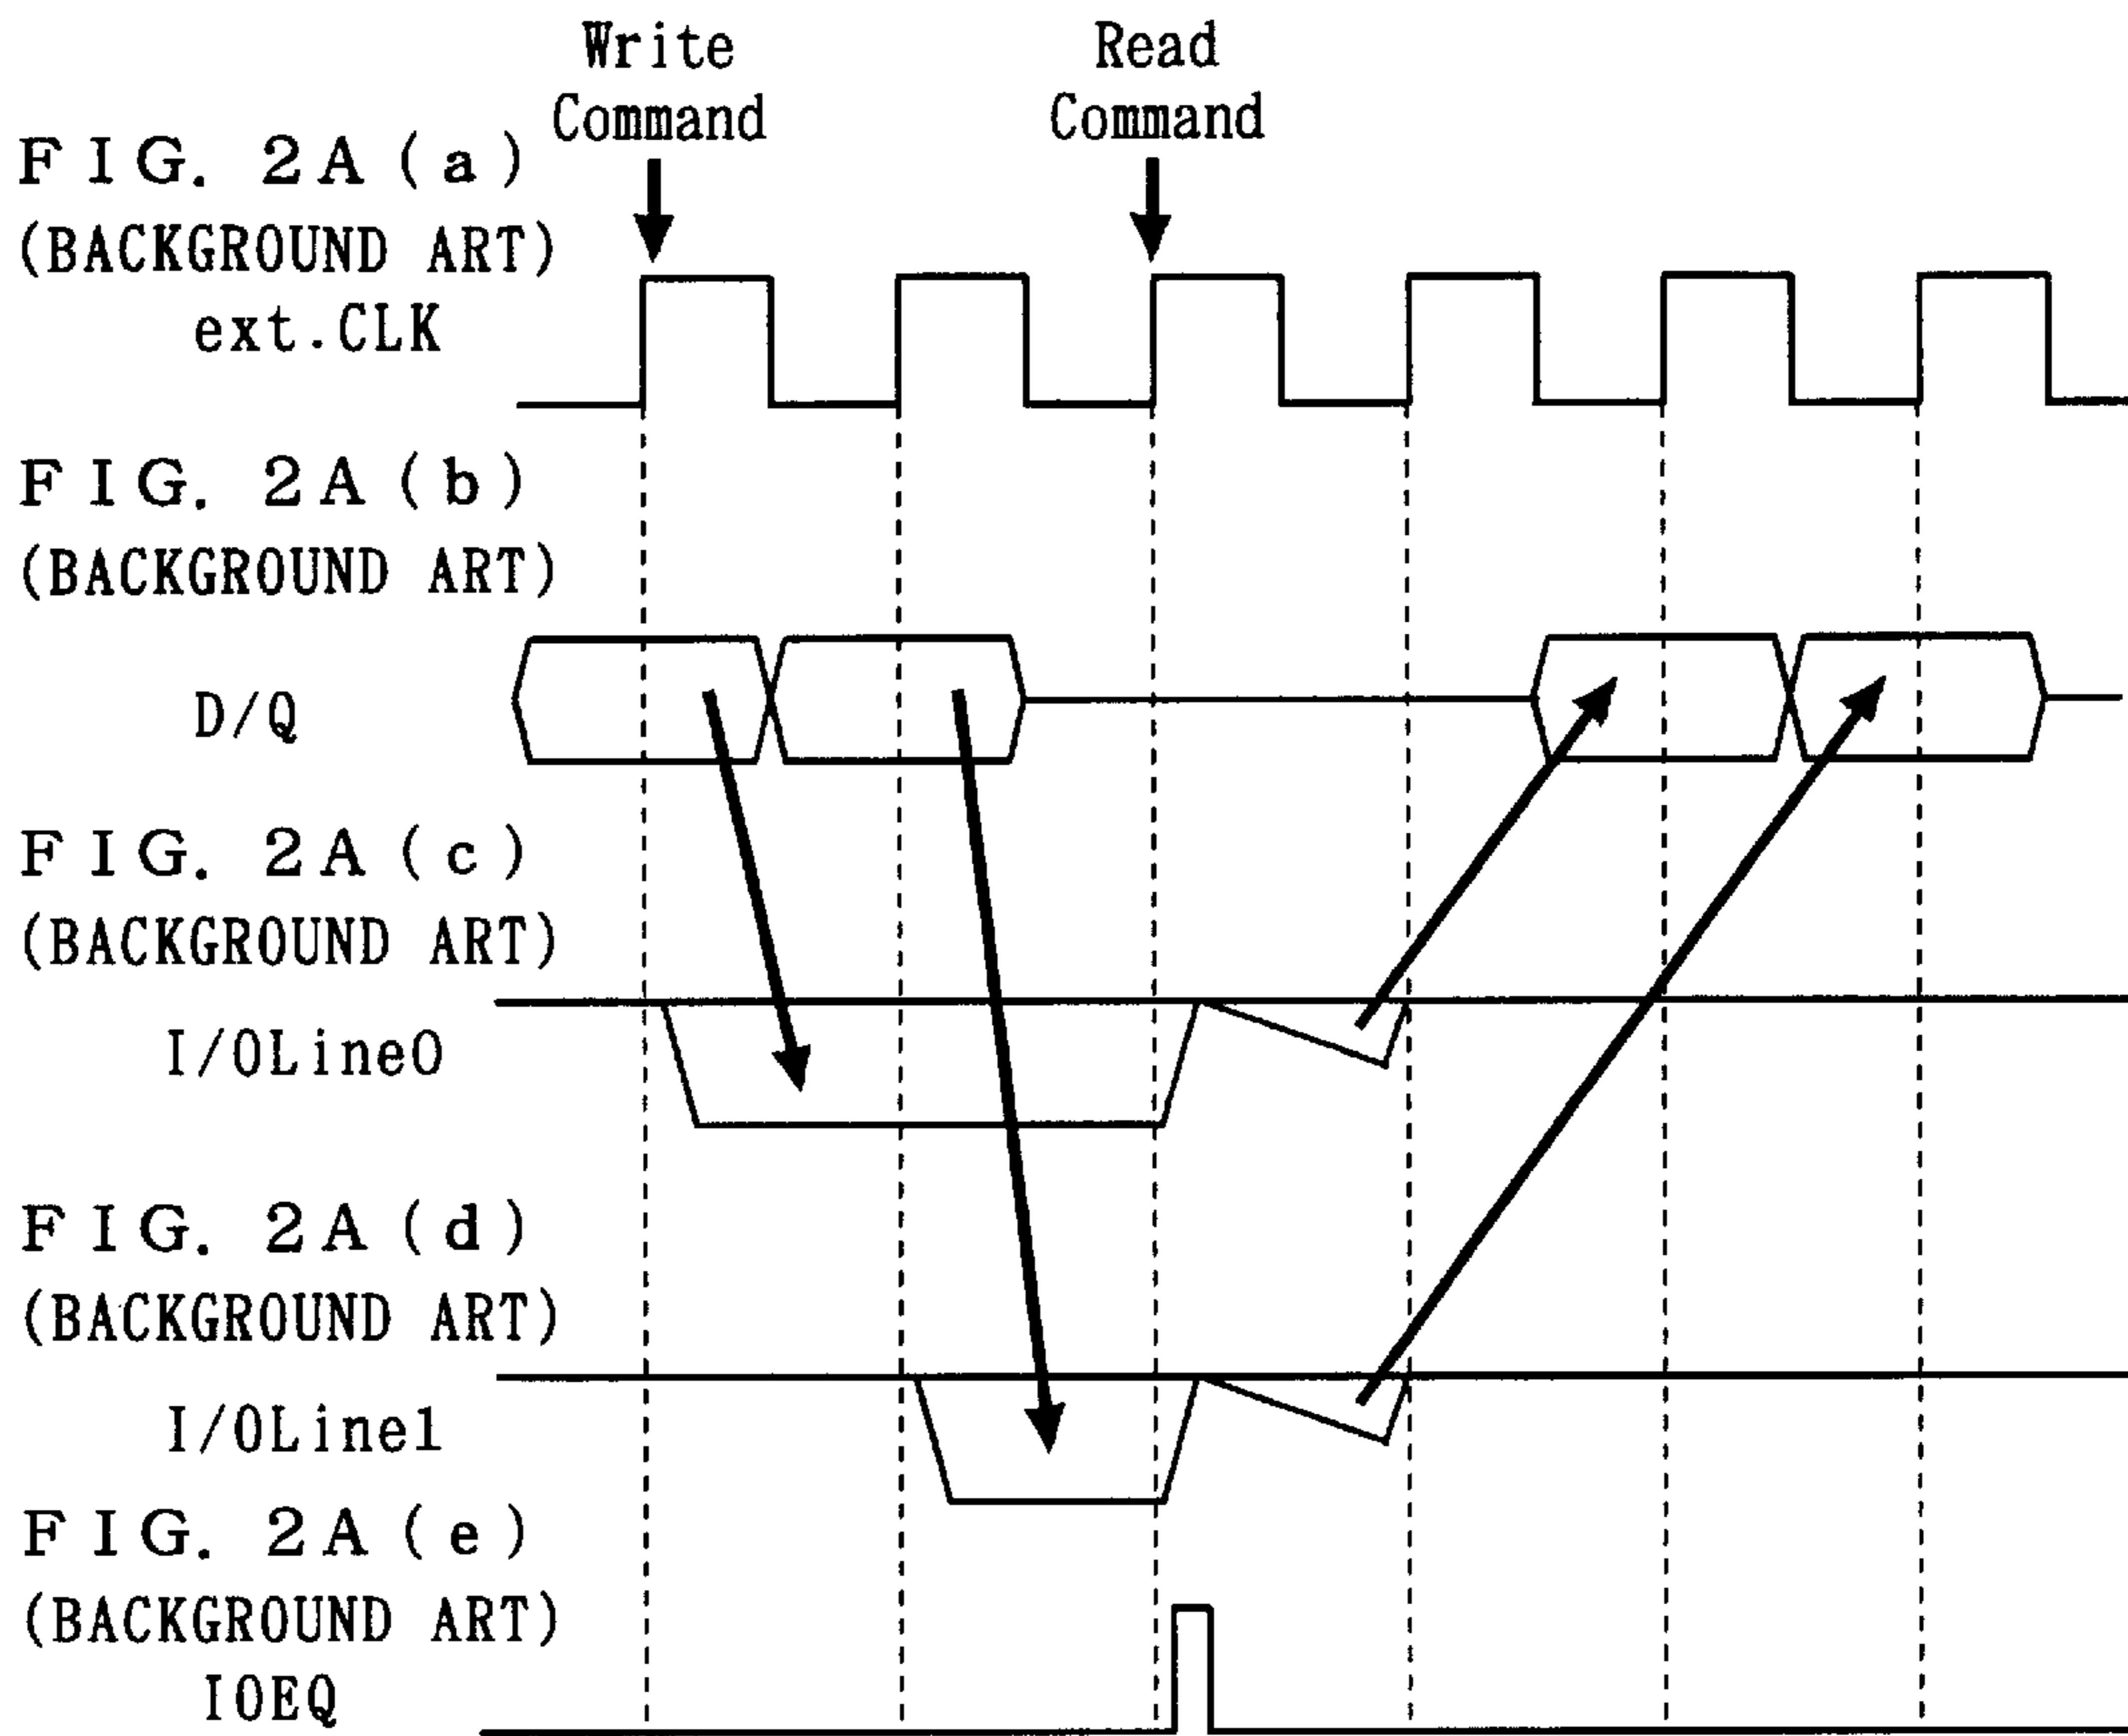 Write
Command
Read
Command
FIG. 2A(a)
(BACKGROUND ART)
ext.CLK
FIG. 2A(b)
(BACKGROUND ART)
D/Q
FIG. 2A(c)
(BACKGROUND ART)
I/OLine0
FIG. 2A(d)
(BACKGROUND ART)
I/OLine1
FIG. 2A(e)
(BACKGROUND ART)
IOEQ